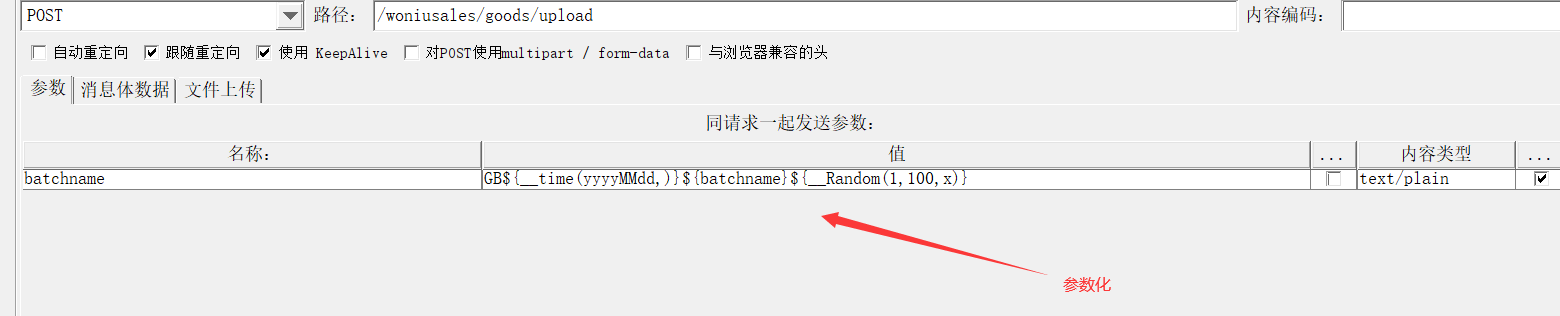 POST 路径: /woniusales/goods/upload 内容编码:
自动重定向 跟随重定向 使用 KeepAlive 对POST使用multipart / form-data 与浏览器兼容的头
参数 消息体数据 文件上传
同请求一起发送参数:
名称: 值 ... 内容类型 ...
batchname GB${__time(yyyyMMdd,)}${batchname}${__Random(1,100,x)} text/plain
参数化